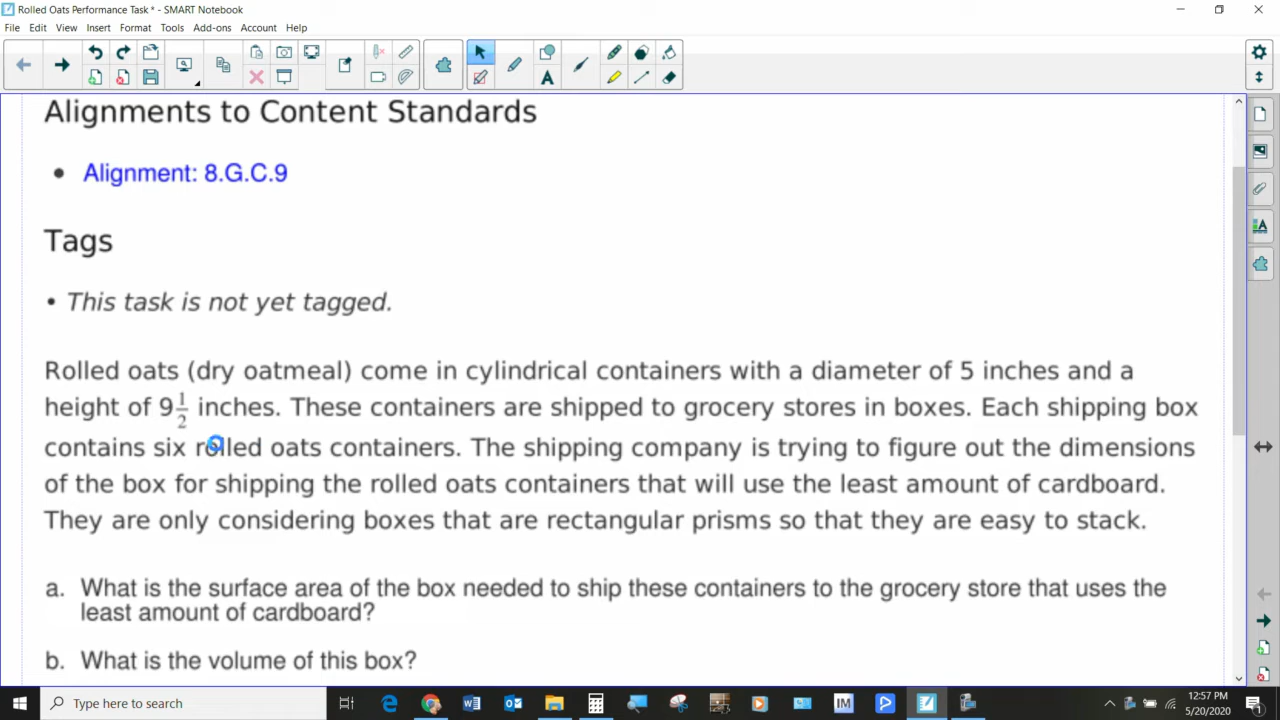 Rolled Oats Performance Task * - SMART Notebook
File Edit View Insert Format Tools Add-ons Account Help
Alignments to Content Standards
• Alignment: 8.G.C.9
Tags
• This task is not yet tagged.
Rolled oats (dry oatmeal) come in cylindrical containers with a diameter of 5 inches and a
height of 9 1/2 inches. These containers are shipped to grocery stores in boxes. Each shipping box
contains six rolled oats containers. The shipping company is trying to figure out the dimensions
of the box for shipping the rolled oats containers that will use the least amount of cardboard.
They are only considering boxes that are rectangular prisms so that they are easy to stack.
a. What is the surface area of the box needed to ship these containers to the grocery store that uses the
least amount of cardboard?
b. What is the volume of this box?
Type here to search
IM
12:57 PM
5/20/2020